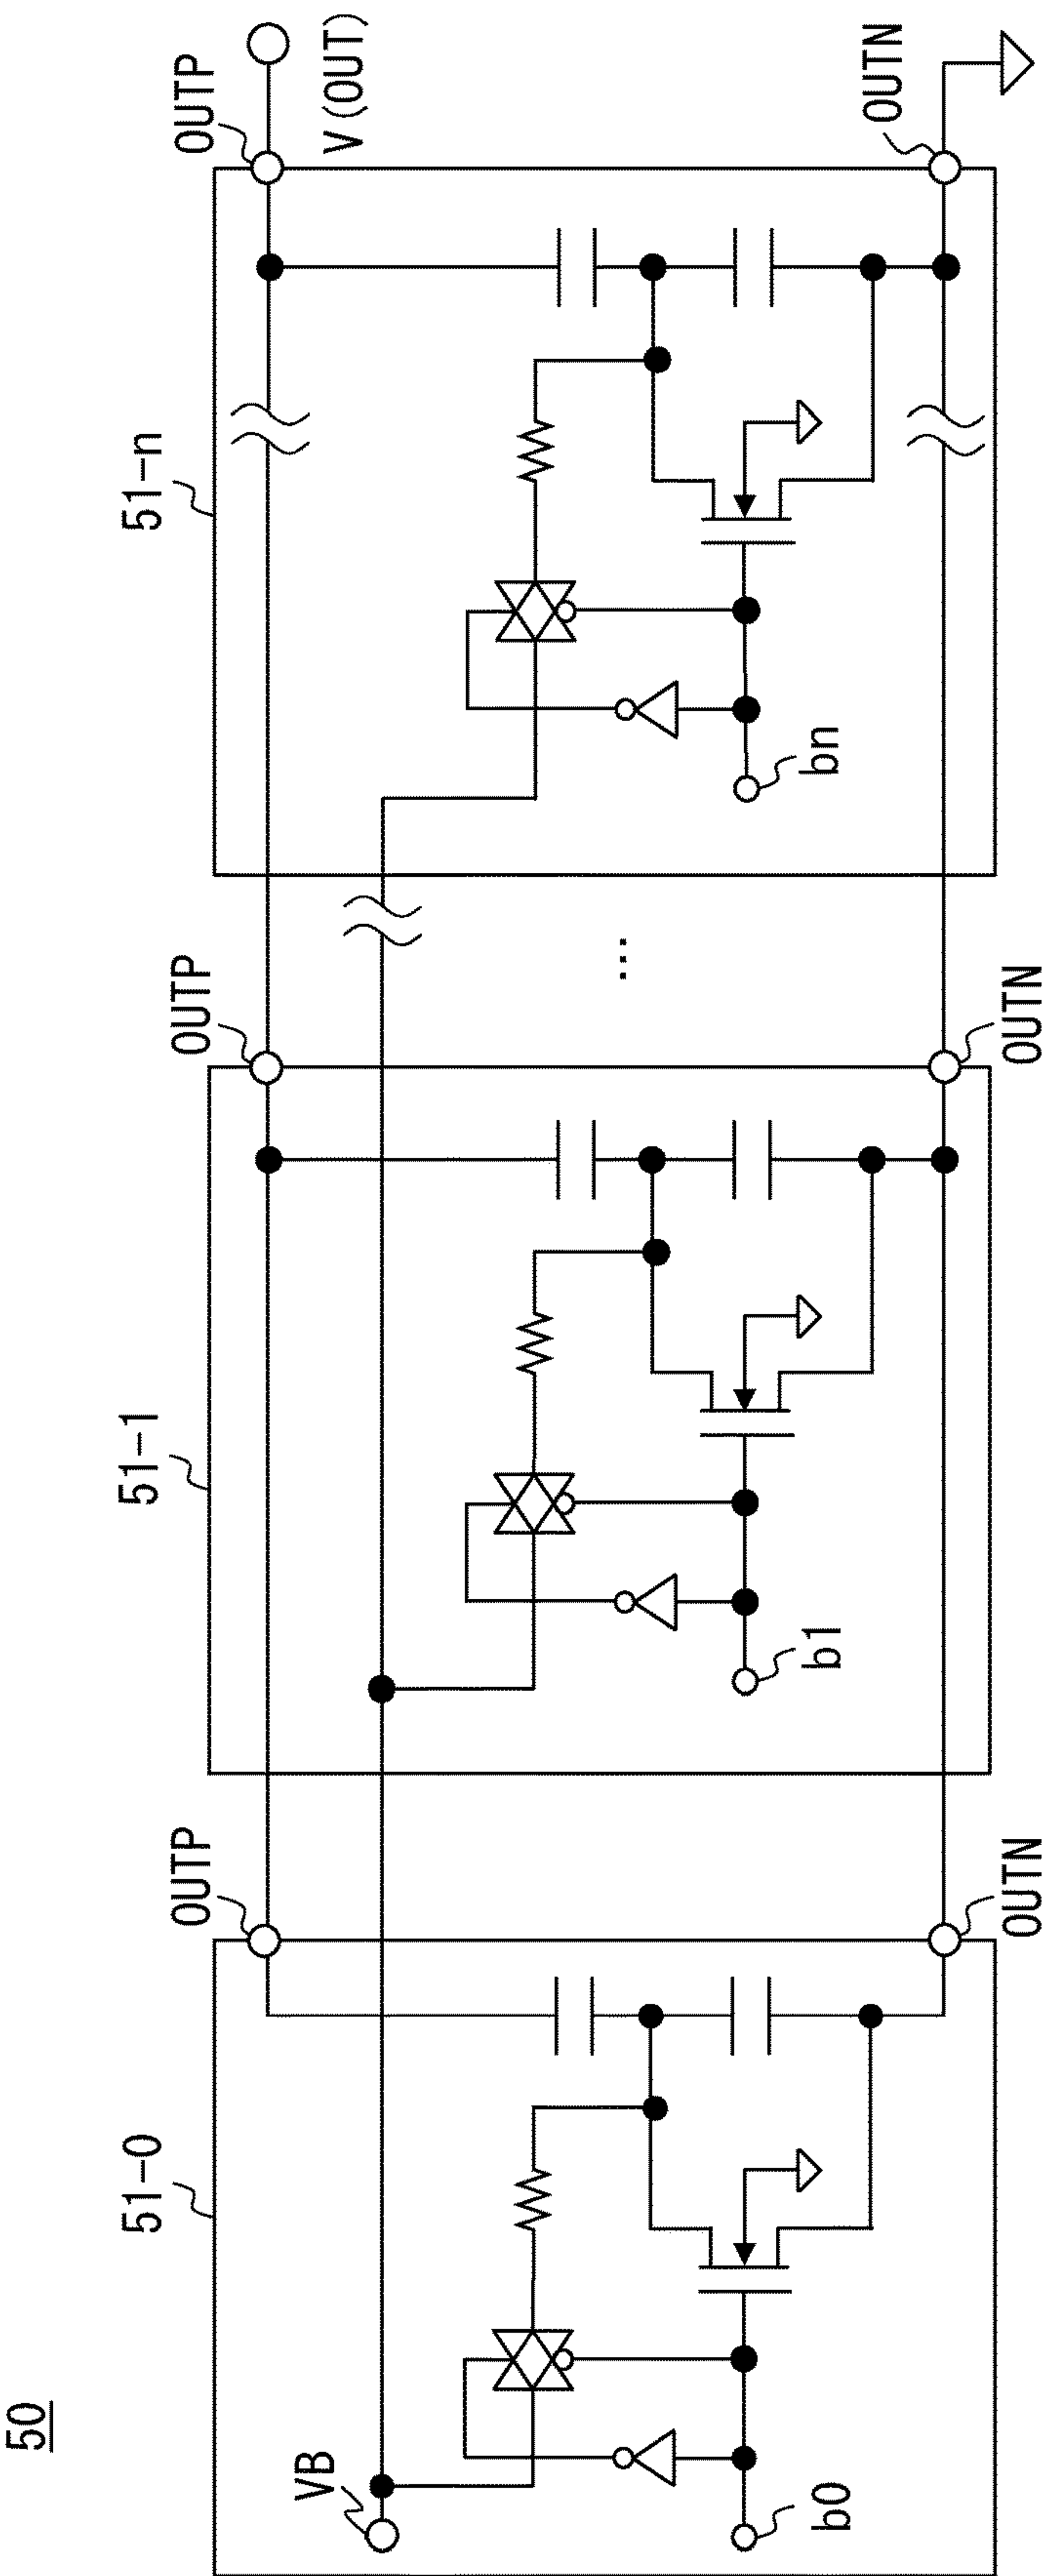 50
51-0
51-1
51-n
OUTP
OUTP
OUTP
V(OUT)
VB
...
b0
b1
bn
OUTN
OUTN
OUTN